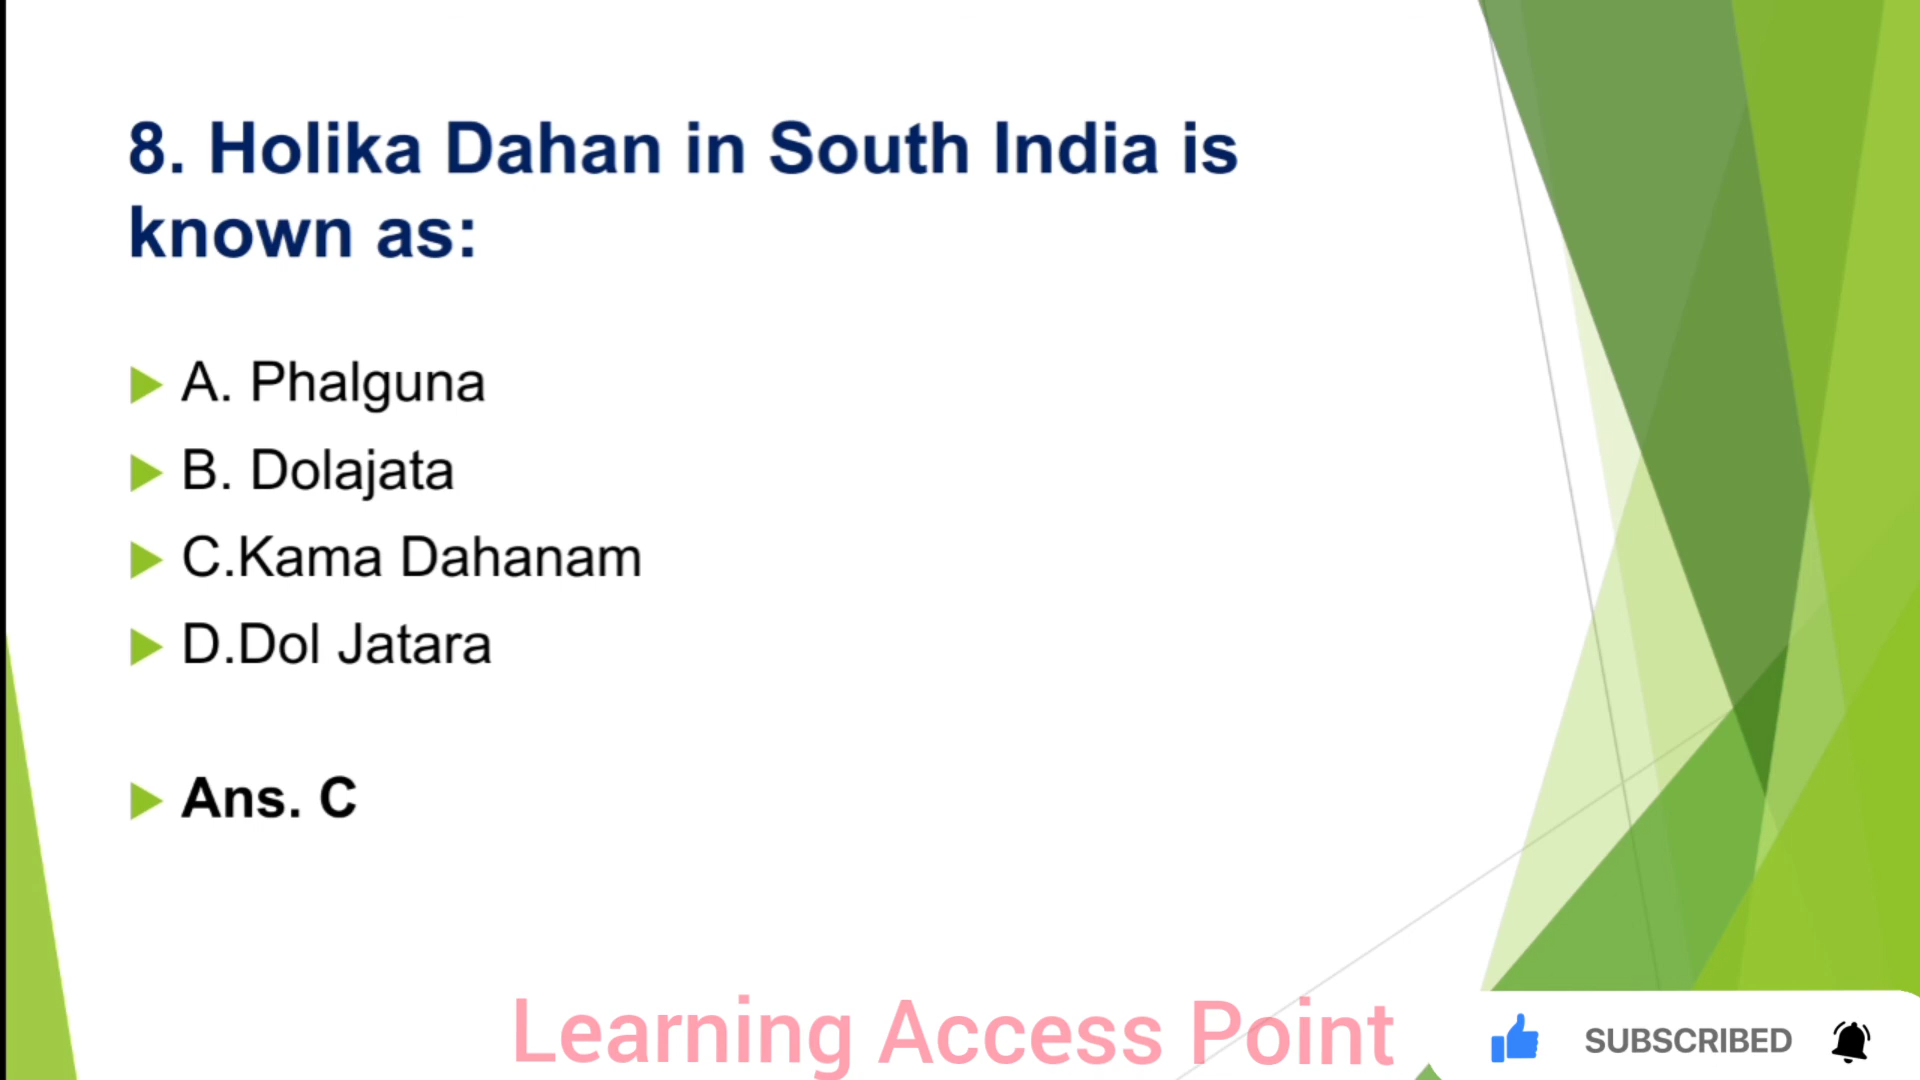 8. Holika Dahan in South India is
known as:
A. Phalguna
B. Dolajata
C.Kama Dahanam
D.Dol Jatara
Ans. C
Learning Access Point
SUBSCRIBED